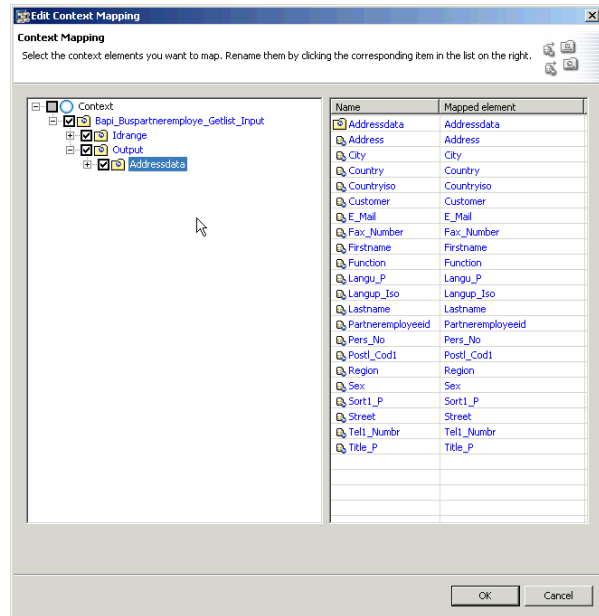 Edit Context Mapping
Context Mapping
Select the context elements you want to map. Rename them by clicking the corresponding item in the list on the right.
Context
Bapi_Buspartneremploye_Getlist_Input
Idrange
Output
Addressdata
Name Mapped element
Addressdata Addressdata
Address Address
City City
Country Country
Countryiso Countryiso
Customer Customer
E_Mail E_Mail
Fax_Number Fax_Number
Firstname Firstname
Function Function
Langu_P Langu_P
Langup_Iso Langup_Iso
Lastname Lastname
Partneremployeeid Partneremployeeid
Pers_No Pers_No
Postl_Cod1 Postl_Cod1
Region Region
Sex Sex
Sort1_P Sort1_P
Street Street
Tel1_Numbr Tel1_Numbr
Title_P Title_P
OK Cancel